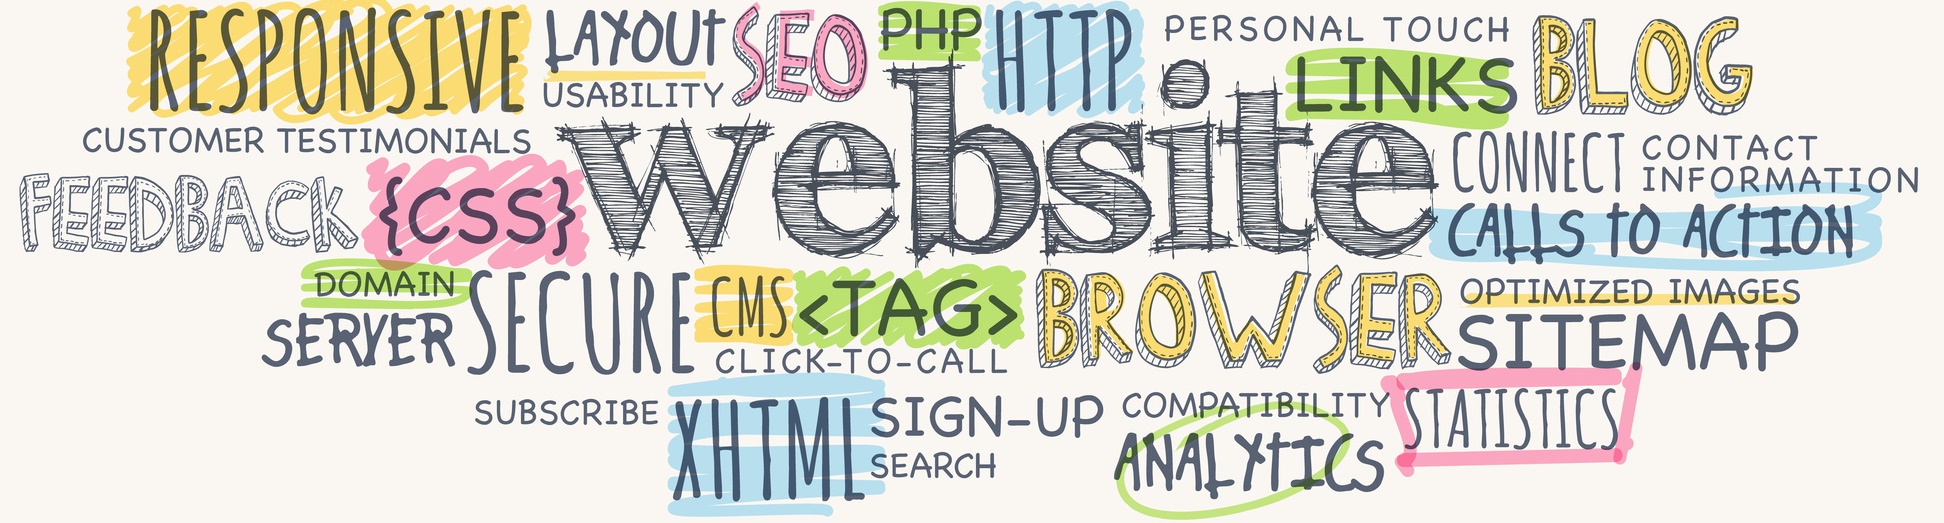 RESPONSIVE
LAYOUT
USABILITY
SEO
PHP
HTTP
PERSONAL TOUCH
LINKS
BLOG
CUSTOMER TESTIMONIALS
website
CONNECT
CONTACT
INFORMATION
FEEDBACK
{CSS}
CALLS TO ACTION
DOMAIN
SERVER
SECURE
CMS
<TAG>
CLICK-TO-CALL
BROWSER
OPTIMIZED IMAGES
SITEMAP
SUBSCRIBE
XHTML
SIGN-UP
SEARCH
COMPATIBILITY
ANALYTICS
STATISTICS